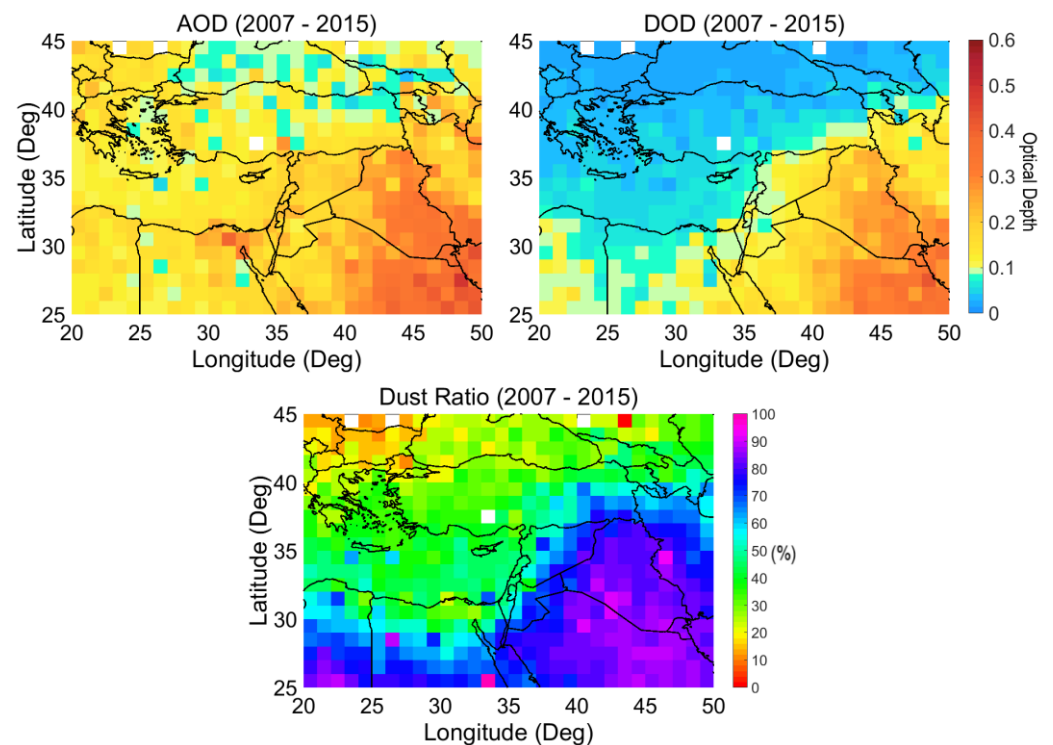 AOD (2007 - 2015)
DOD (2007 - 2015)
45
40
35
30
25
Latitude (Deg)
20 25 30 35 40 45 50
Longitude (Deg)
45
40
35
30
25
20 25 30 35 40 45 50
Longitude (Deg)
0.6
0.5
0.4
0.3
0.2
0.1
0
Optical Depth
Dust Ratio (2007 - 2015)
45
40
35
30
25
Latitude (Deg)
20 25 30 35 40 45 50
Longitude (Deg)
100
90
80
70
60
50
40
30
20
10
0
(%)